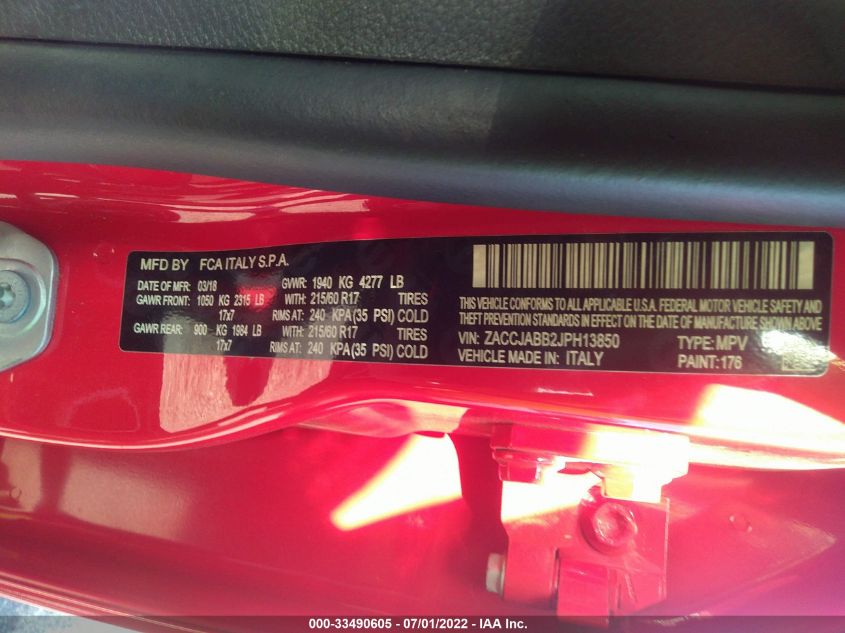 MFD BY FCA ITALY S.P.A.
DATE OF MFR: 03/18 GVWR: 1940 KG 4277 LB
GAWR FRONT: 1050 KG 2315 LB WITH: 215/60 R17 TIRES
17x7 RIMS AT: 240 KPA(35 PSI) COLD
GAWR REAR: 900 KG 1984 LB WITH: 215/60 R17 TIRES
17x7 RIMS AT: 240 KPA(35 PSI) COLD
THIS VEHICLE CONFORMS TO ALL APPLICABLE U.S.A. FEDERAL MOTOR VEHICLE SAFETY AND
THEFT PREVENTION STANDARDS IN EFFECT ON THE DATE OF MANUFACTURE SHOWN ABOVE.
VIN: ZACCJABB2JPH13850 TYPE: MPV
VEHICLE MADE IN: ITALY PAINT: 176
000-33490605 - 07/01/2022 - IAA Inc.